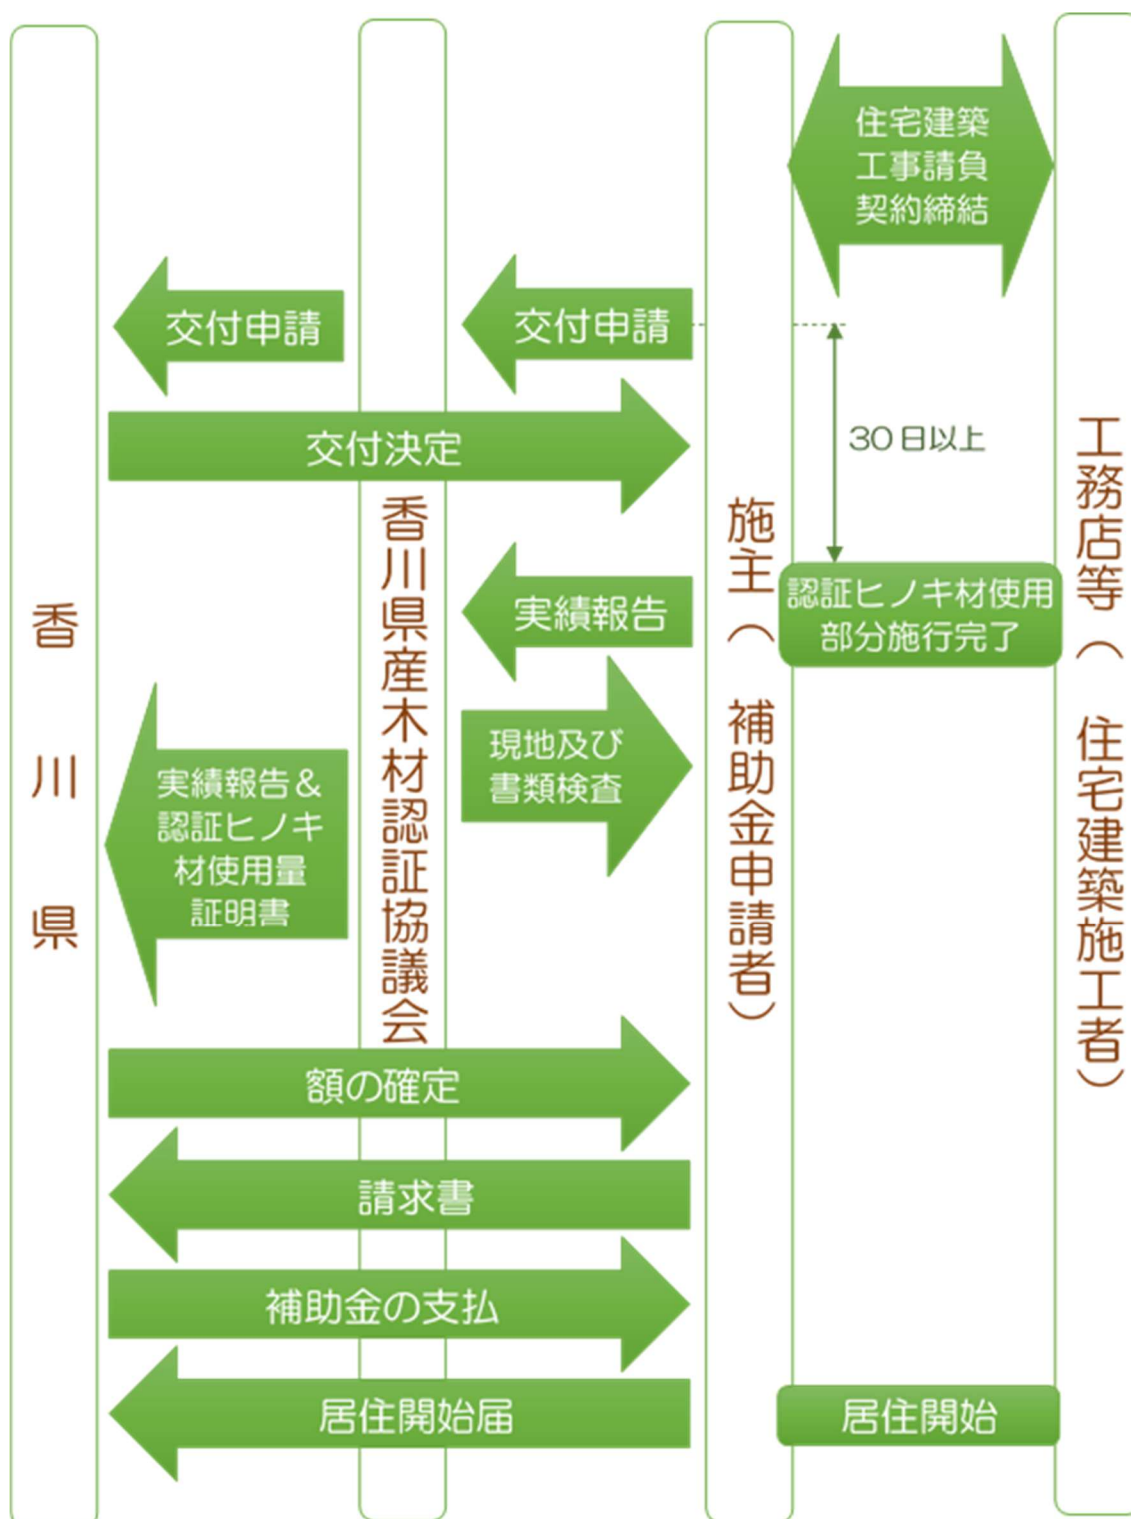 住宅建築
工事請負
契約締結
交付申請
交付申請
交付決定
30日以上
認証ヒノキ材使用
部分施行完了
実績報告
現地及び
書類検査
実績報告＆
認証ヒノキ
材使用量
証明書
額の確定
請求書
補助金の支払
居住開始届
居住開始
香川県
香川県産木材認証協議会
施主（補助金申請者）
工務店等（住宅建築施工者）